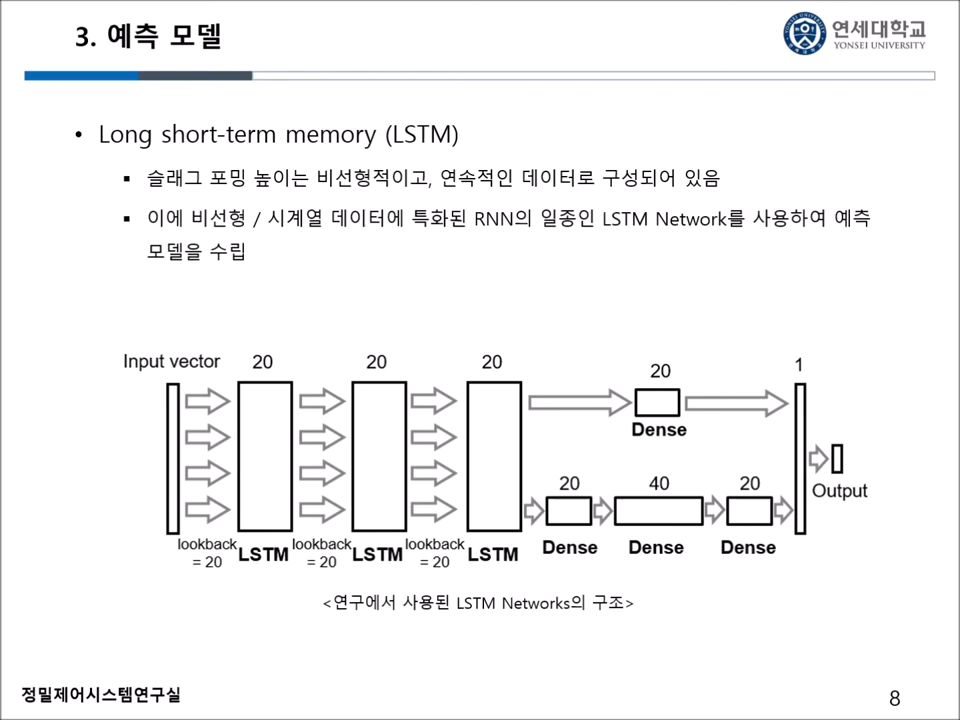 3. 예측 모델
연세대학교
YONSEI UNIVERSITY
• Long short-term memory (LSTM)
▪ 슬래그 포밍 높이는 비선형적이고, 연속적인 데이터로 구성되어 있음
▪ 이에 비선형 / 시계열 데이터에 특화된 RNN의 일종인 LSTM Network를 사용하여 예측
모델을 수립
Input vector 20 20 20 20 1
Dense
20 40 20
Output
lookback = 20 LSTM lookback = 20 LSTM lookback = 20 LSTM Dense Dense Dense
<연구에서 사용된 LSTM Networks의 구조>
정밀제어시스템연구실
8